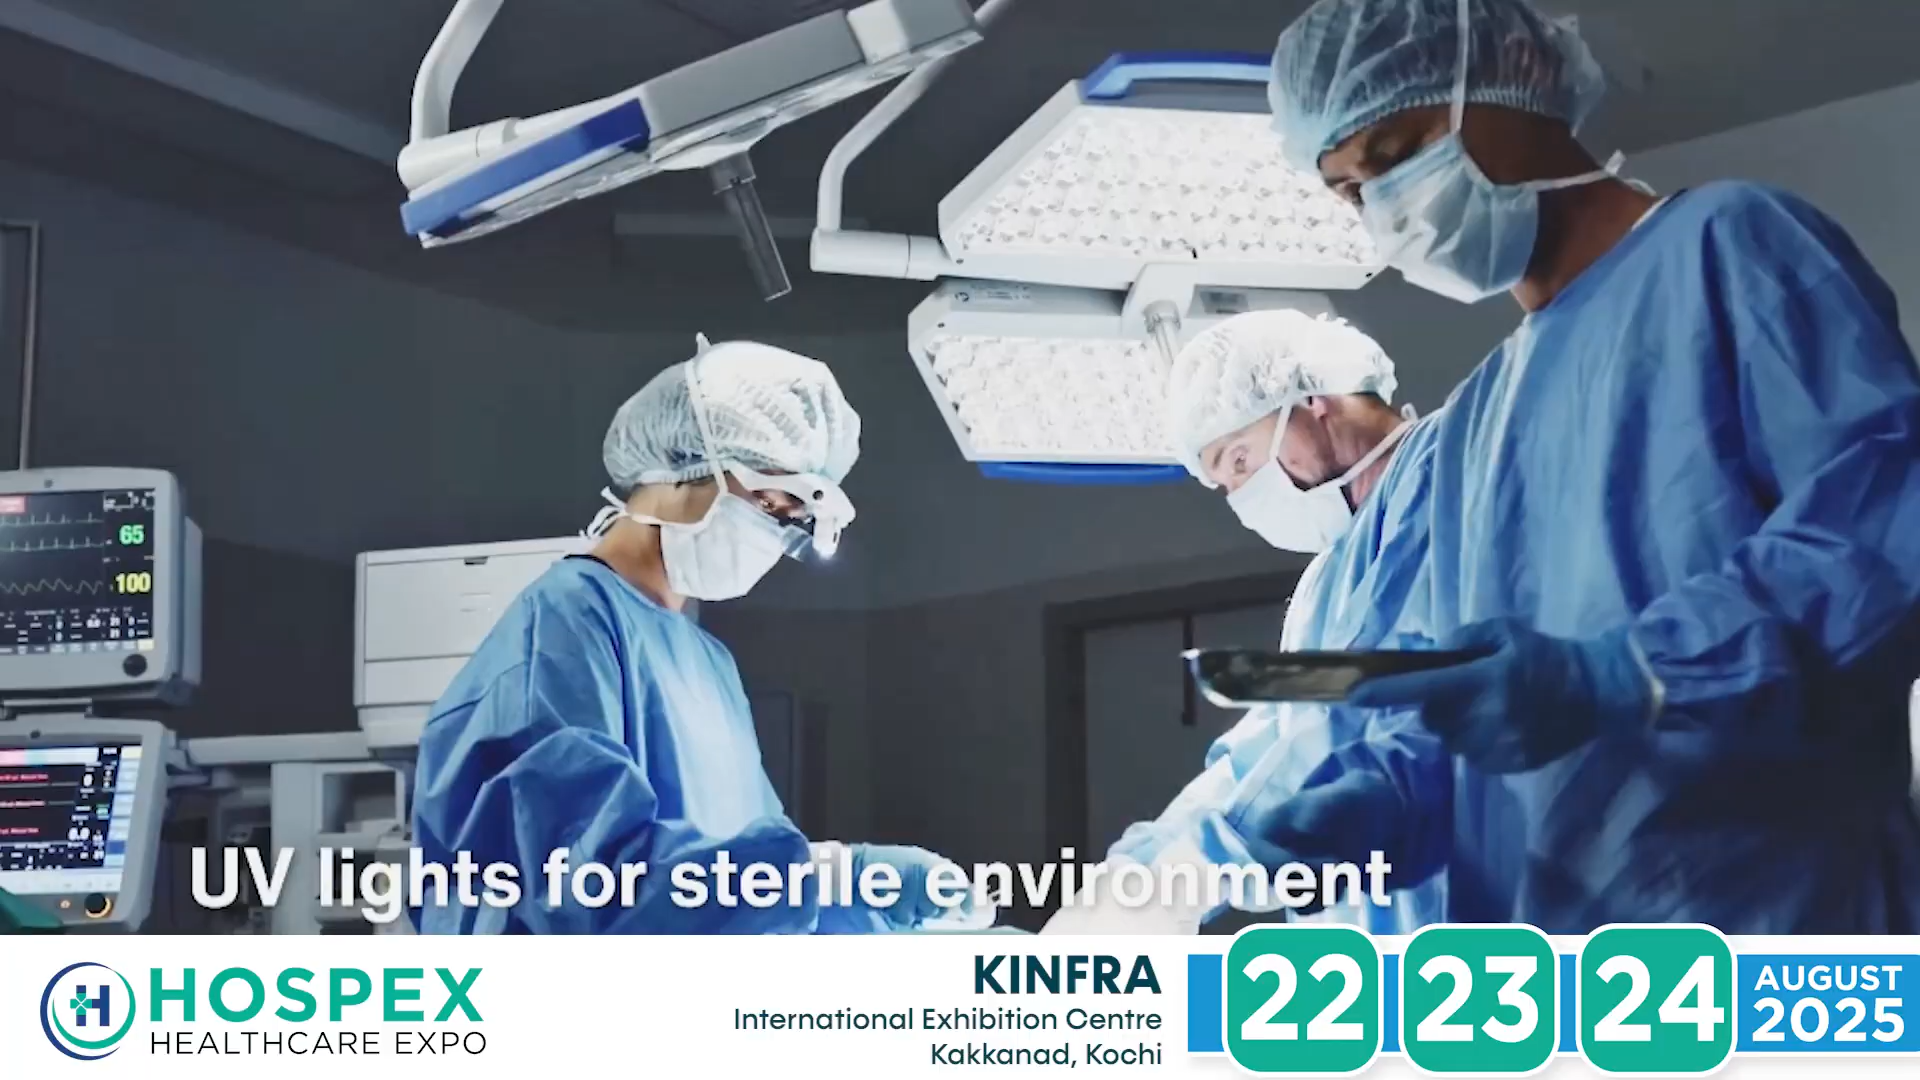 65
100
UV lights for sterile environment
HOSPEX
HEALTHCARE EXPO
KINFRA
International Exhibition Centre
Kakkanad, Kochi
22 23 24
AUGUST
2025